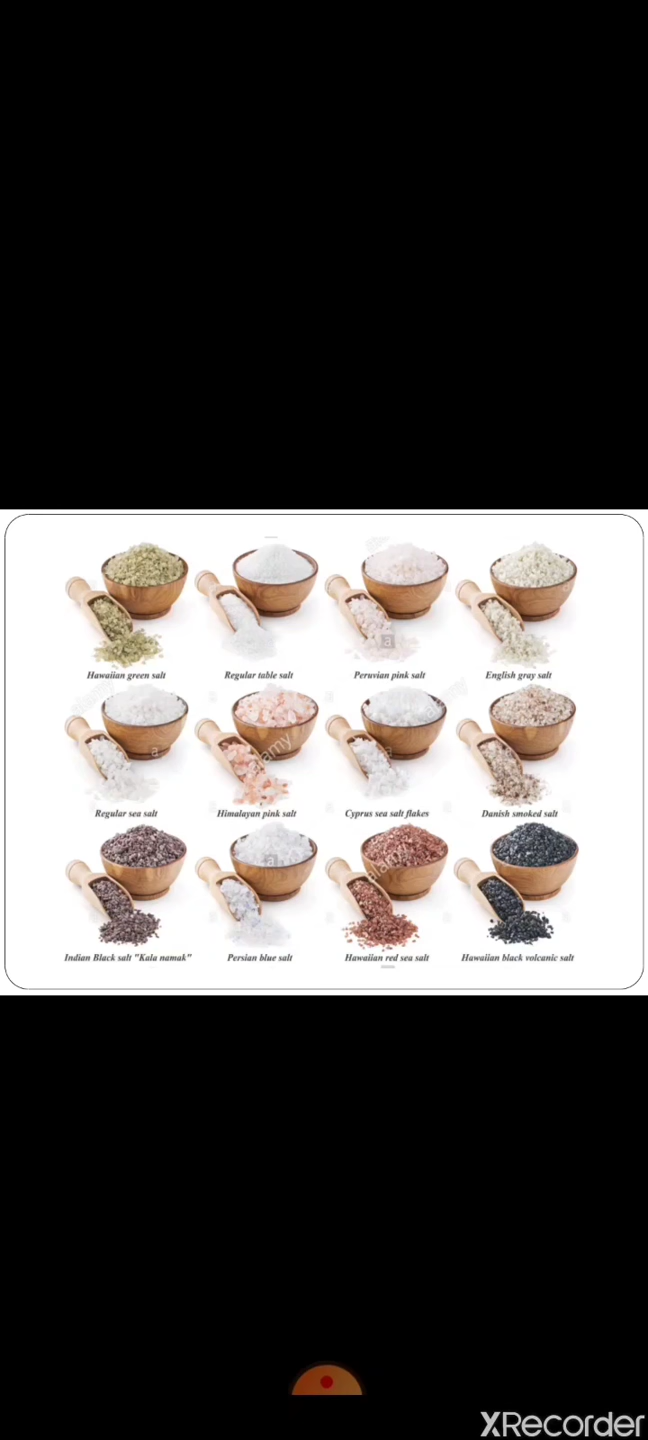 Hawaiian green salt
Regular table salt
Peruvian pink salt
English gray salt
Regular sea salt
Himalayan pink salt
Cyprus sea salt flakes
Danish smoked salt
Indian Black salt "Kala namak"
Persian blue salt
Hawaiian red sea salt
Hawaiian black volcanic salt
XRecorder